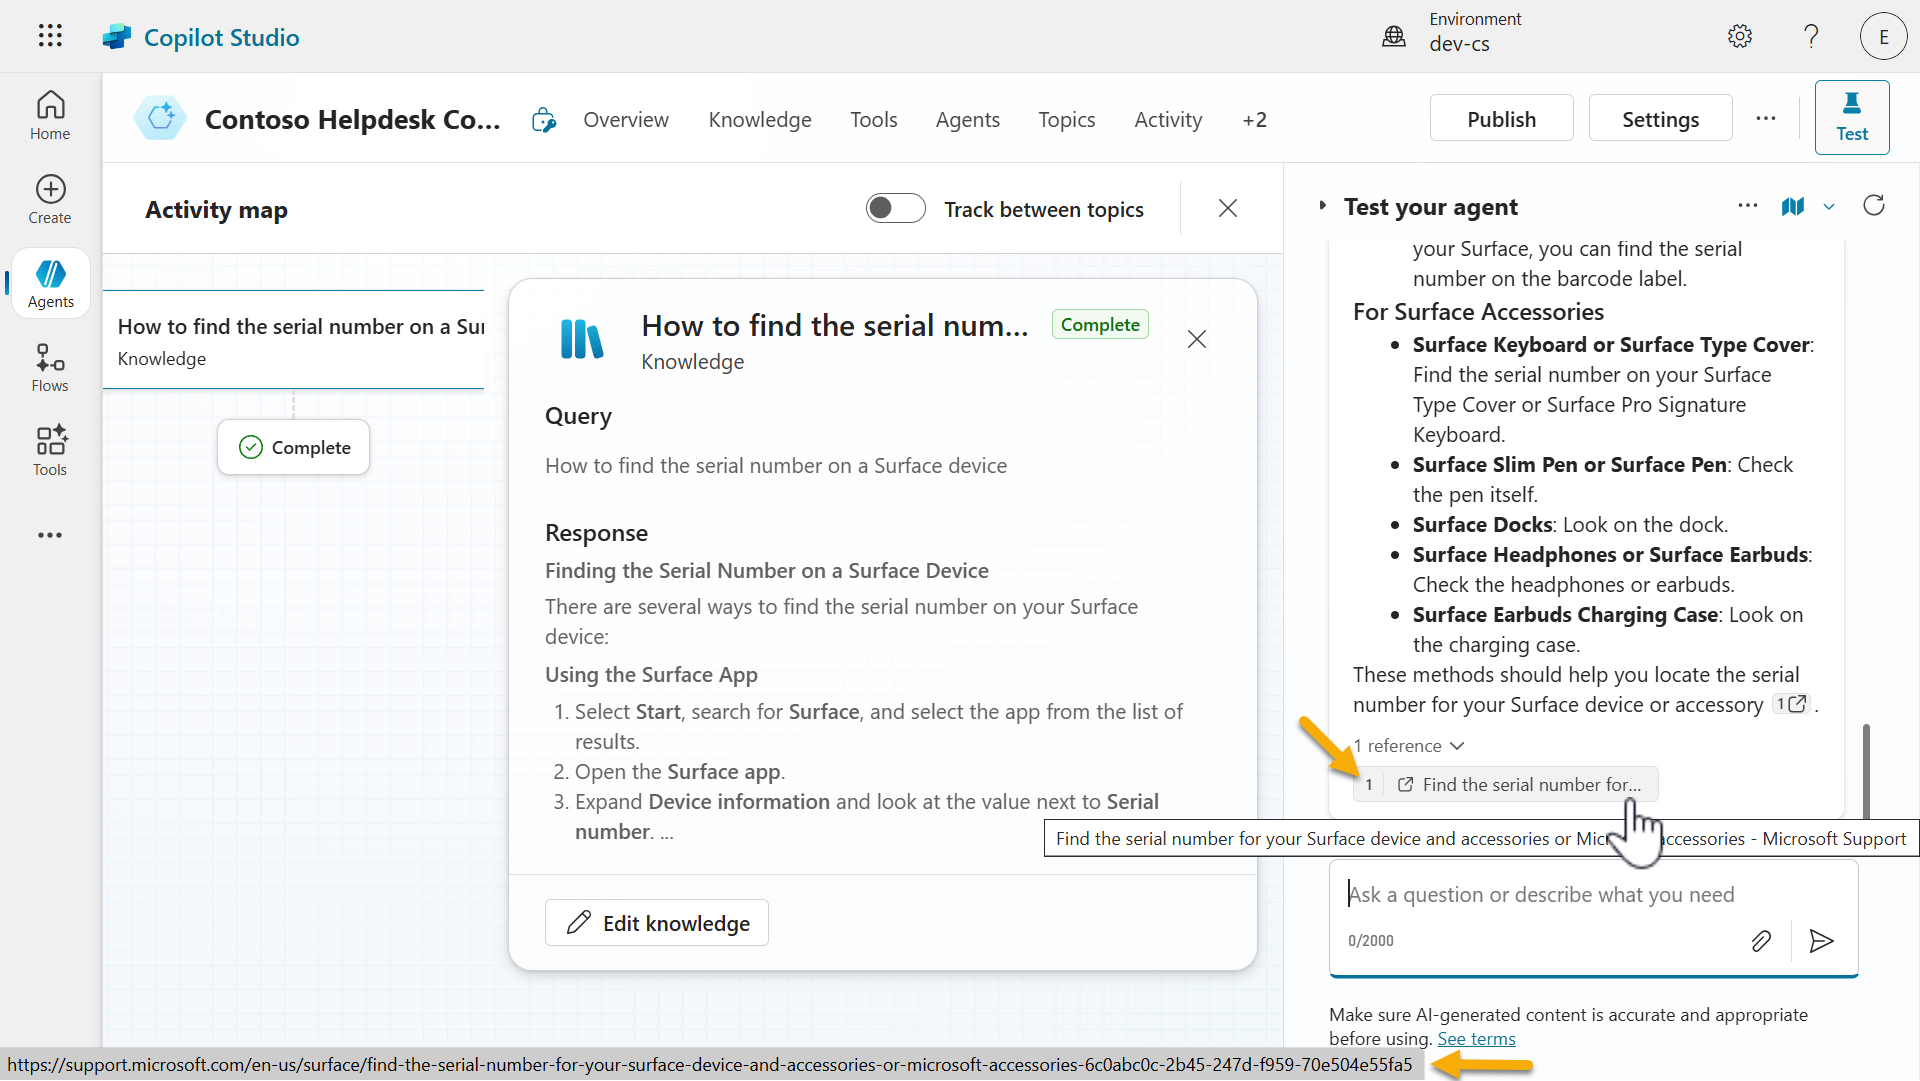 Copilot Studio
Environment
dev-cs
?
E
Home
Create
Agents
Flows
Tools
Contoso Helpdesk Co...
Overview
Knowledge
Tools
Agents
Topics
Activity
+2
Publish
Settings
Test
Activity map
Track between topics
How to find the serial number on a Sur
Knowledge
Complete
How to find the serial num...
Complete
Knowledge
Query
How to find the serial number on a Surface device
Response
Finding the Serial Number on a Surface Device
There are several ways to find the serial number on your Surface
device:
Using the Surface App
1. Select Start, search for Surface, and select the app from the list of
results.
2. Open the Surface app.
3. Expand Device information and look at the value next to Serial
number. ...
Edit knowledge
Test your agent
your Surface, you can find the serial
number on the barcode label.
For Surface Accessories
• Surface Keyboard or Surface Type Cover:
Find the serial number on your Surface
Type Cover or Surface Pro Signature
Keyboard.
• Surface Slim Pen or Surface Pen: Check
the pen itself.
• Surface Docks: Look on the dock.
• Surface Headphones or Surface Earbuds:
Check the headphones or earbuds.
• Surface Earbuds Charging Case: Look on
the charging case.
These methods should help you locate the serial
number for your Surface device or accessory 1.
1 reference
1 Find the serial number for...
Find the serial number for your Surface device and accessories or Mic accessories - Microsoft Support
Ask a question or describe what you need
0/2000
Make sure AI-generated content is accurate and appropriate
before using. See terms
https://support.microsoft.com/en-us/surface/find-the-serial-number-for-your-surface-device-and-accessories-or-microsoft-accessories-6c0abc0c-2b45-247d-f959-70e504e55fa5